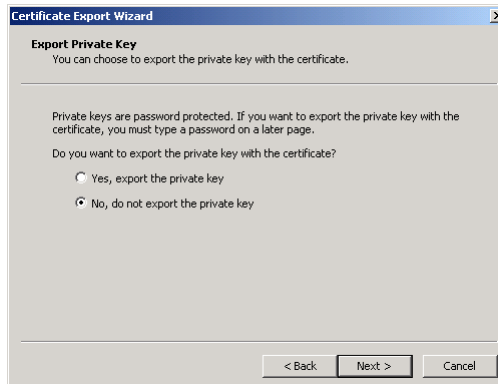 Certificate Export Wizard
Export Private Key
You can choose to export the private key with the certificate.
Private keys are password protected. If you want to export the private key with the
certificate, you must type a password on a later page.
Do you want to export the private key with the certificate?
Yes, export the private key
No, do not export the private key
< Back Next > Cancel